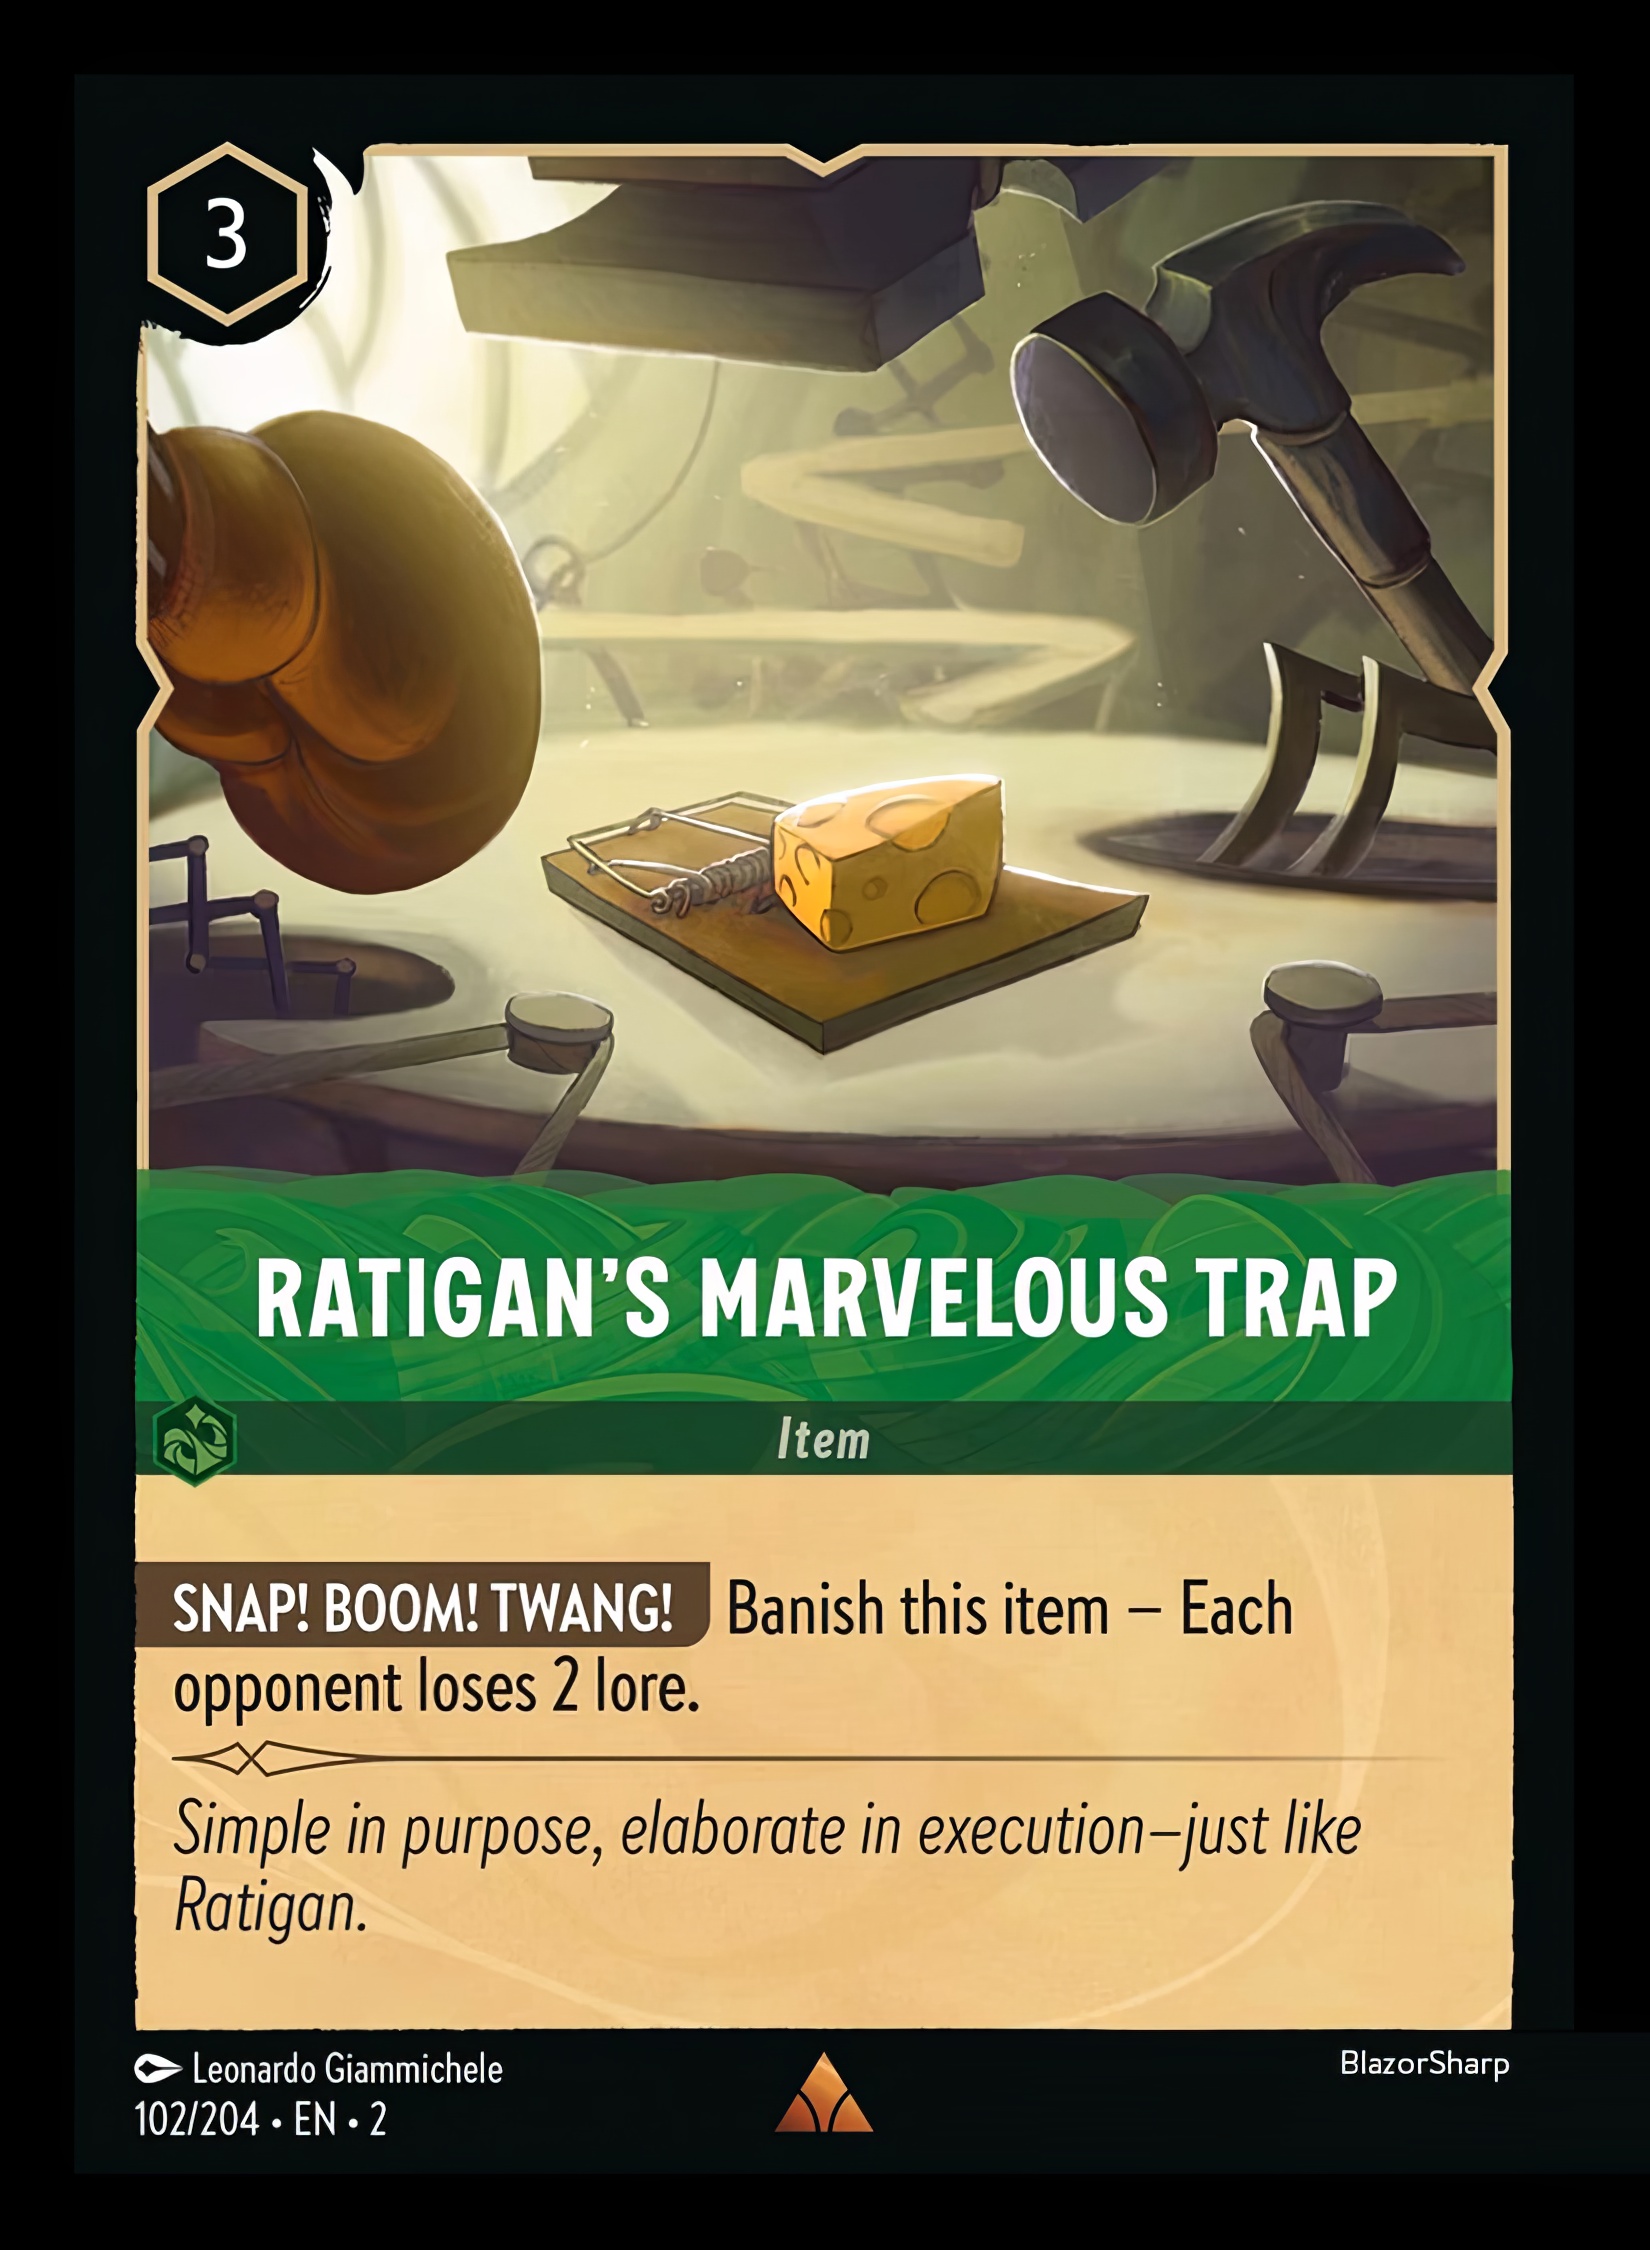 3
RATIGAN'S MARVELOUS TRAP
Item
SNAP! BOOM! TWANG! Banish this item – Each
opponent loses 2 lore.
Simple in purpose, elaborate in execution–just like
Ratigan.
Leonardo Giammichele
BlazorSharp
102/204 • EN • 2